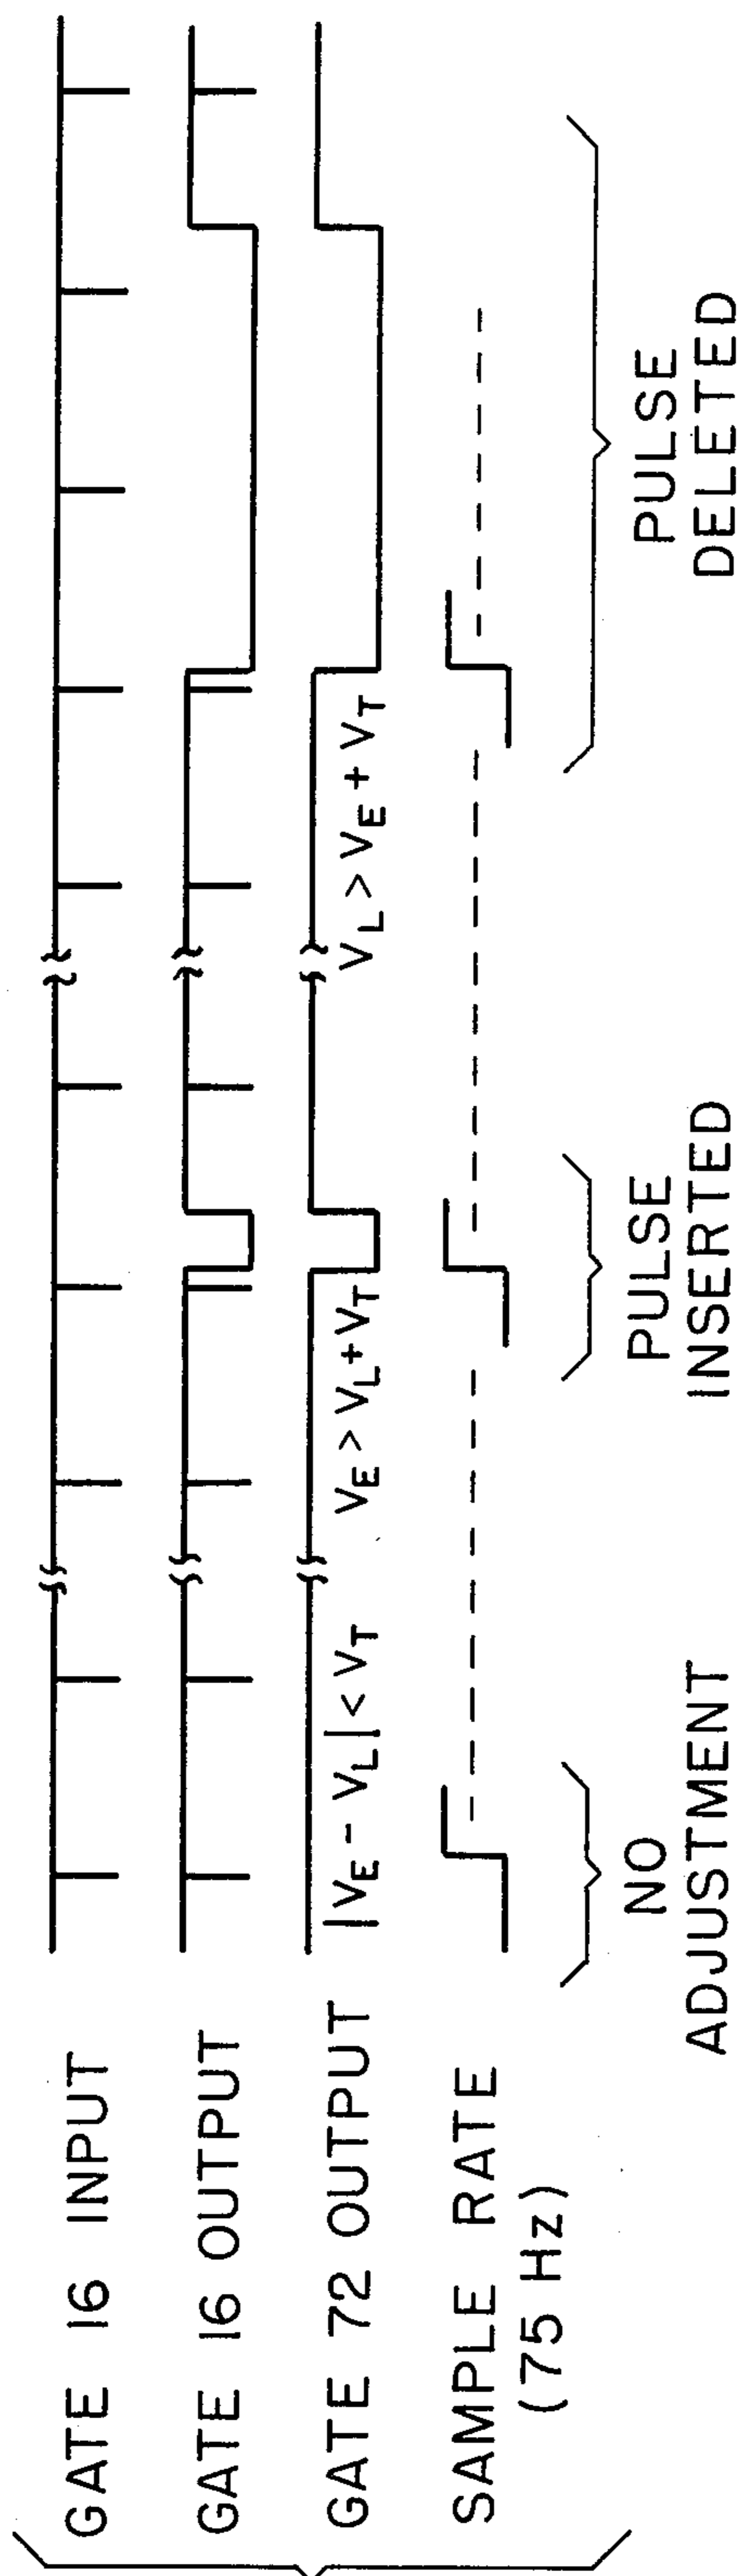 GATE 16 INPUT
GATE 16 OUTPUT
GATE 72 OUTPUT
|VE - VL| < VT
VE > VL + VT
VL > VE + VT
SAMPLE RATE
(75 Hz)
NO
ADJUSTMENT
PULSE
INSERTED
PULSE
DELETED